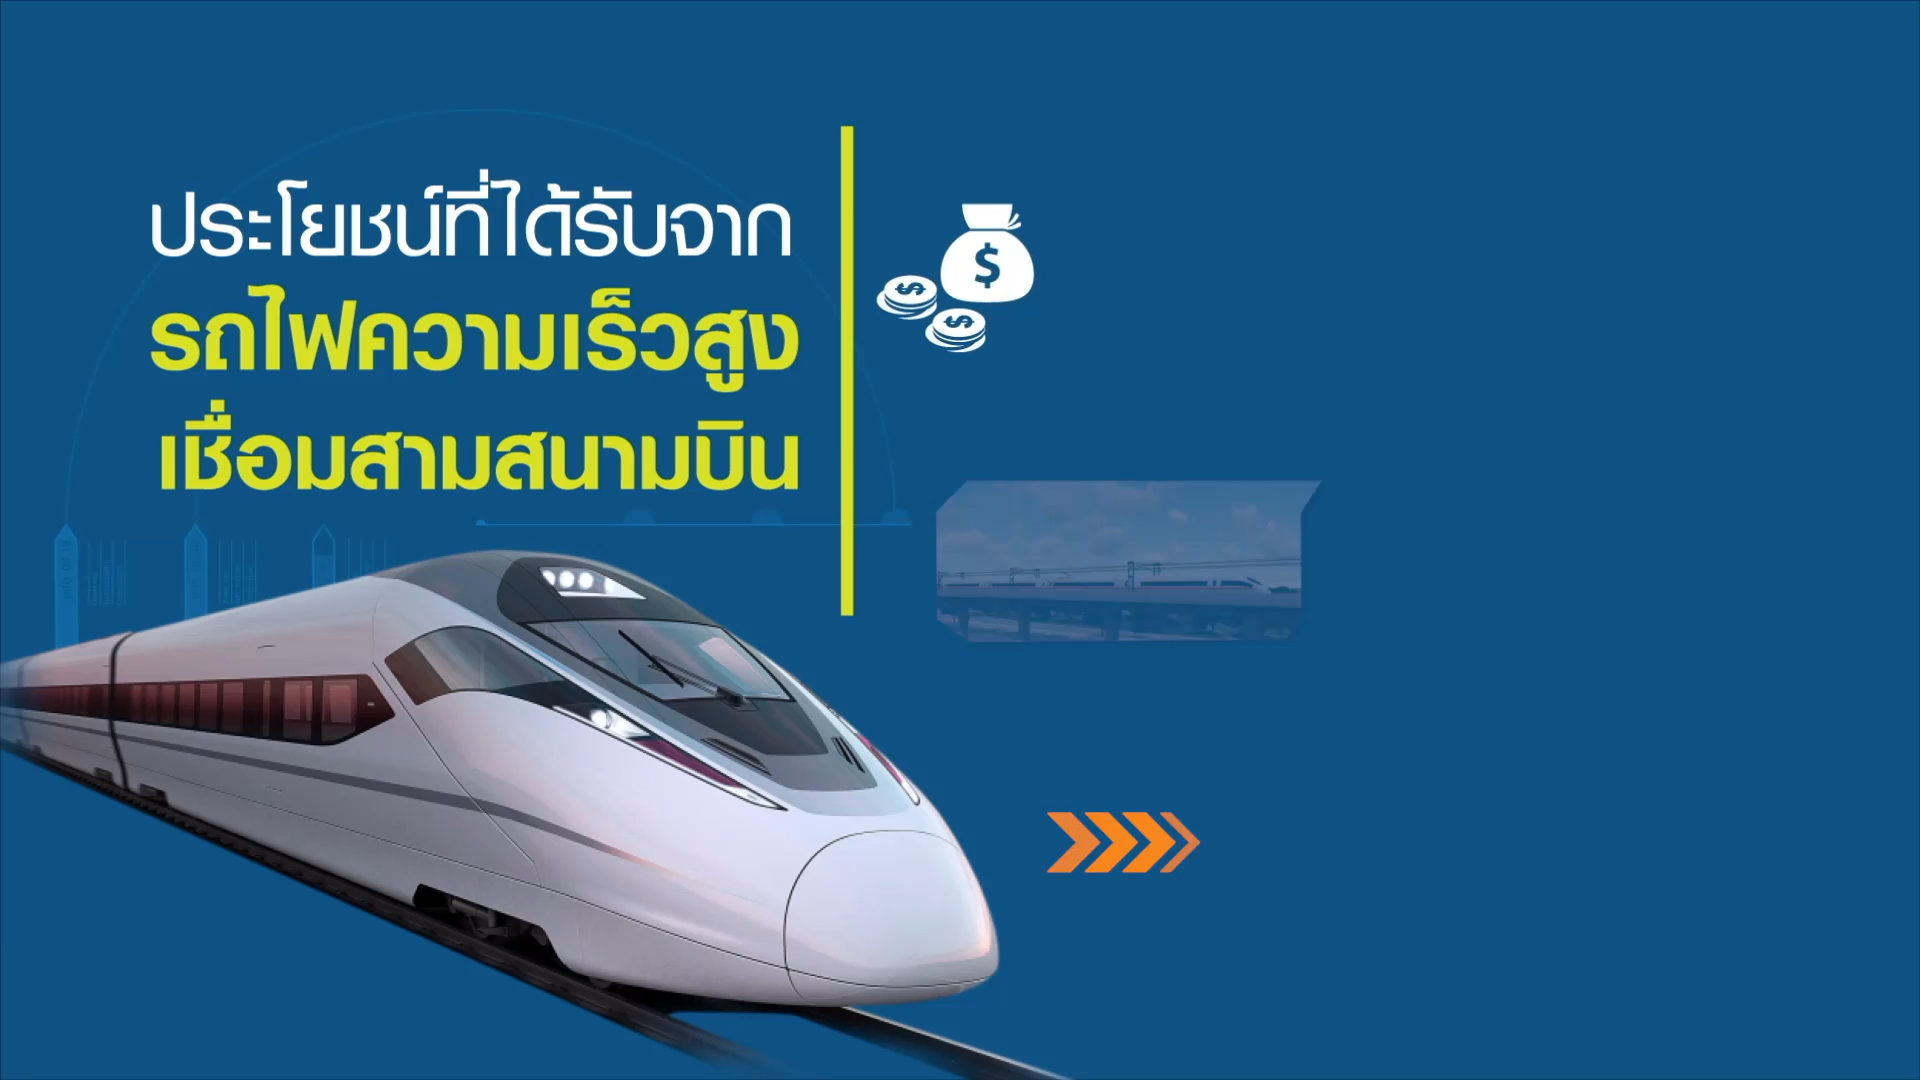 ประโยชน์ที่ได้รับจาก
รถไฟความเร็วสูง
เชื่อมสามสนามบิน
$
$
$